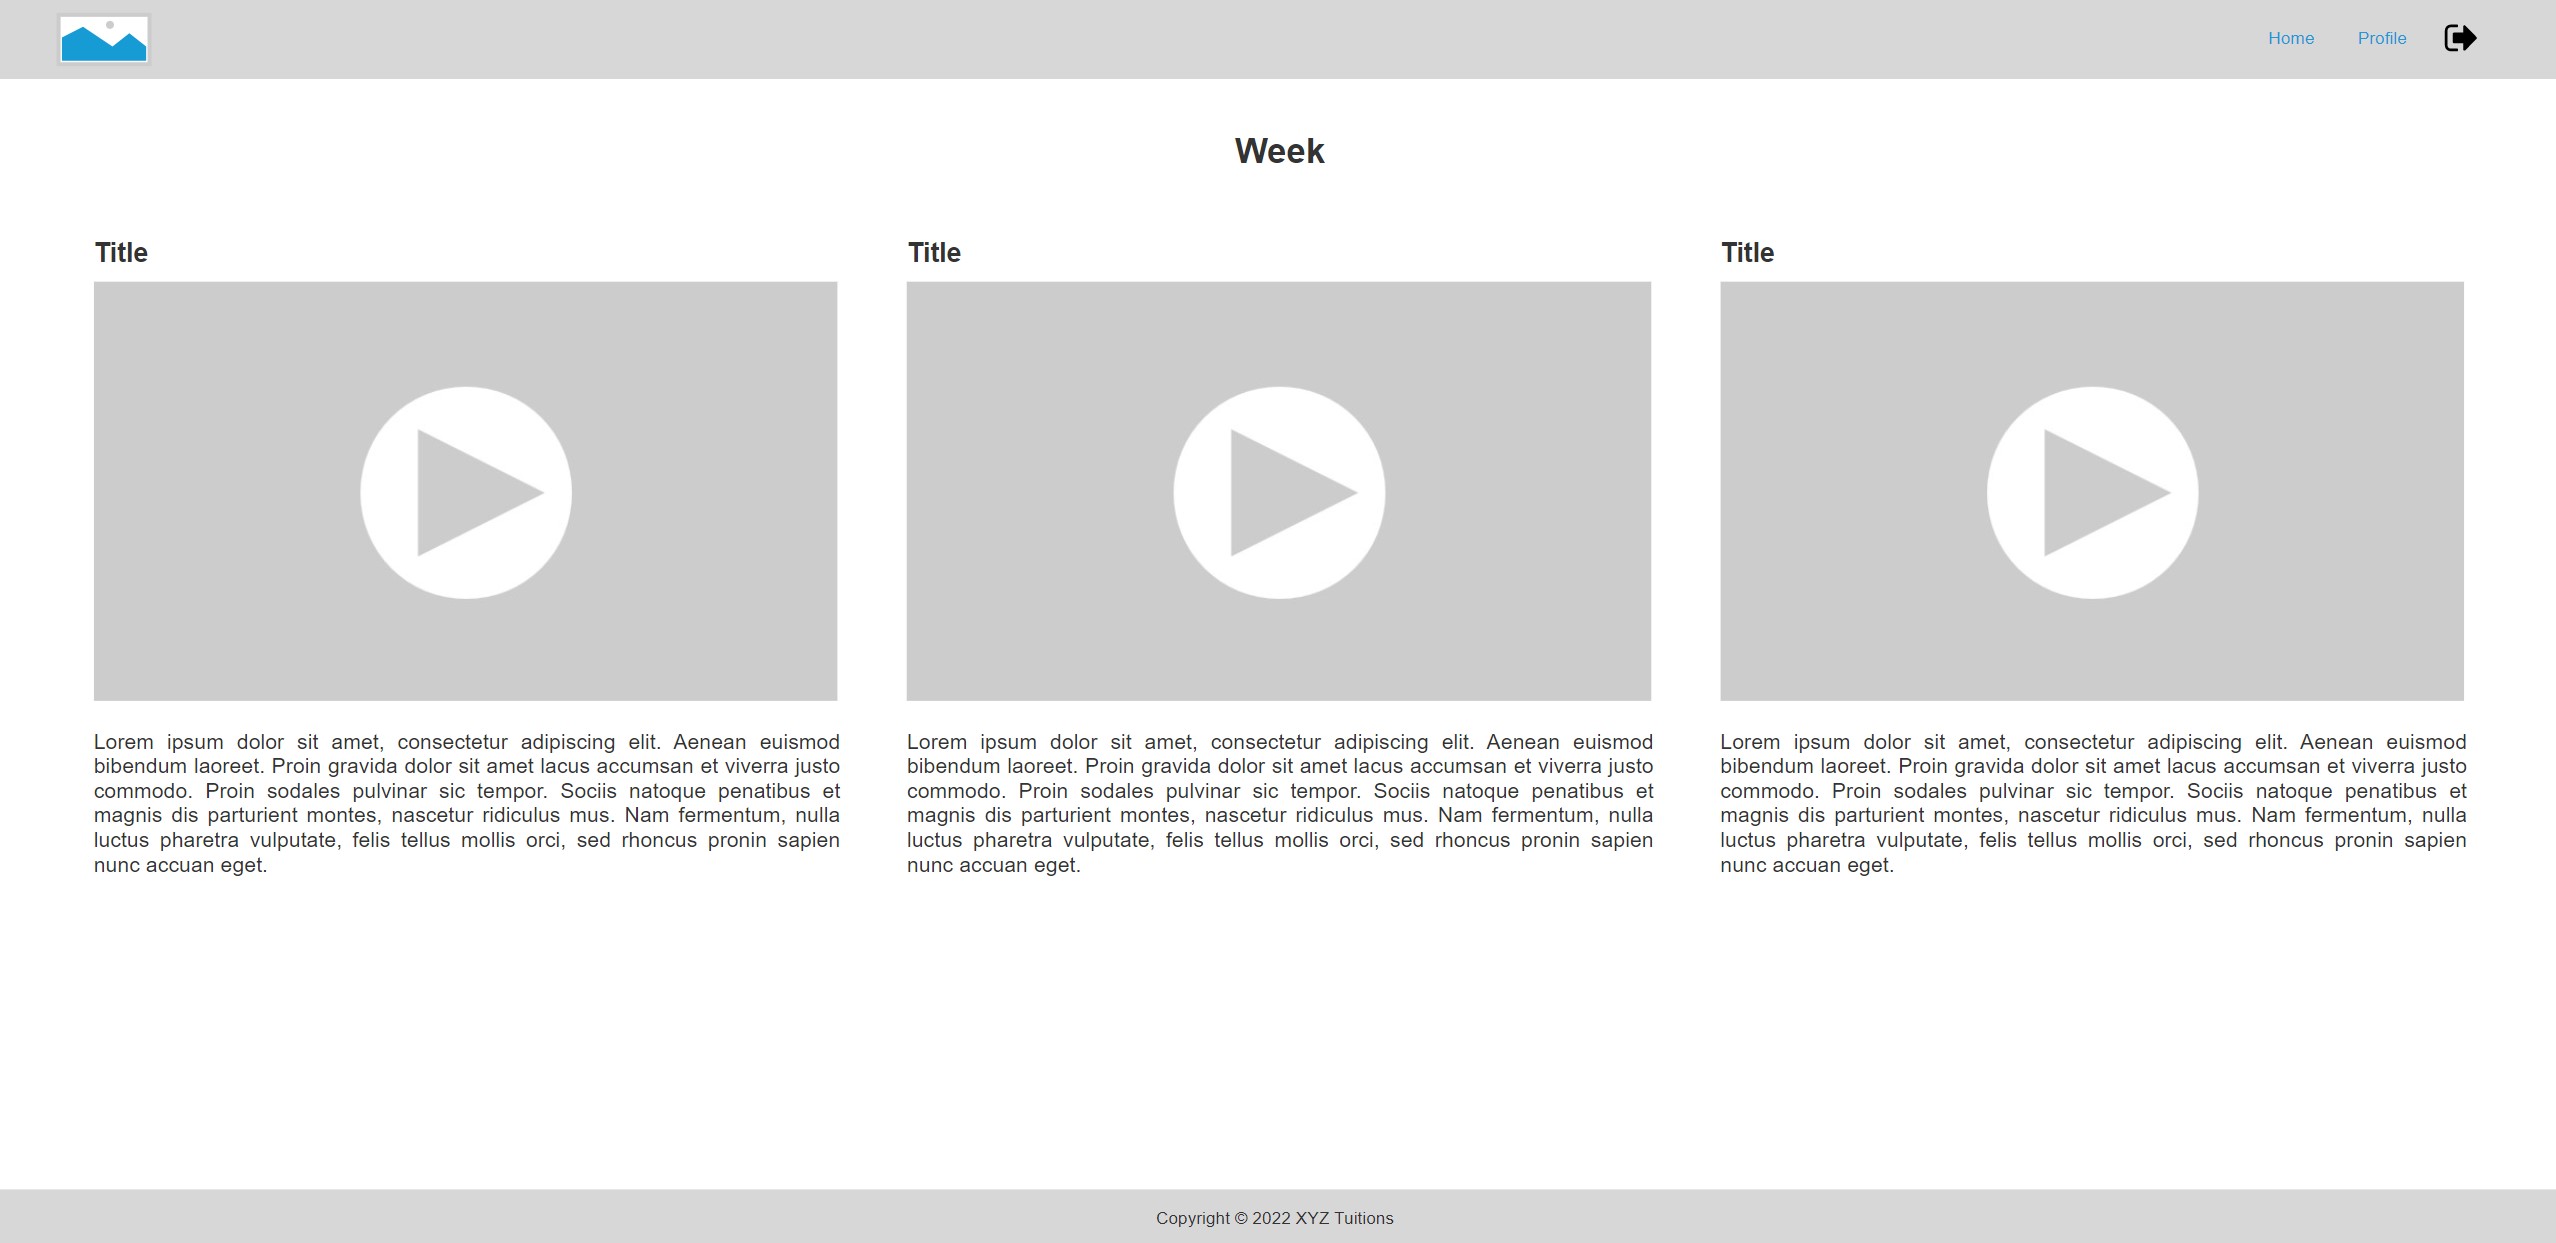 Home Profile
Week
Title
Lorem ipsum dolor sit amet, consectetur adipiscing elit. Aenean euismod
bibendum laoreet. Proin gravida dolor sit amet lacus accumsan et viverra justo
commodo. Proin sodales pulvinar sic tempor. Sociis natoque penatibus et
magnis dis parturient montes, nascetur ridiculus mus. Nam fermentum, nulla
luctus pharetra vulputate, felis tellus mollis orci, sed rhoncus pronin sapien
nunc accuan eget.
Title
Lorem ipsum dolor sit amet, consectetur adipiscing elit. Aenean euismod
bibendum laoreet. Proin gravida dolor sit amet lacus accumsan et viverra justo
commodo. Proin sodales pulvinar sic tempor. Sociis natoque penatibus et
magnis dis parturient montes, nascetur ridiculus mus. Nam fermentum, nulla
luctus pharetra vulputate, felis tellus mollis orci, sed rhoncus pronin sapien
nunc accuan eget.
Title
Lorem ipsum dolor sit amet, consectetur adipiscing elit. Aenean euismod
bibendum laoreet. Proin gravida dolor sit amet lacus accumsan et viverra justo
commodo. Proin sodales pulvinar sic tempor. Sociis natoque penatibus et
magnis dis parturient montes, nascetur ridiculus mus. Nam fermentum, nulla
luctus pharetra vulputate, felis tellus mollis orci, sed rhoncus pronin sapien
nunc accuan eget.
Copyright © 2022 XYZ Tuitions